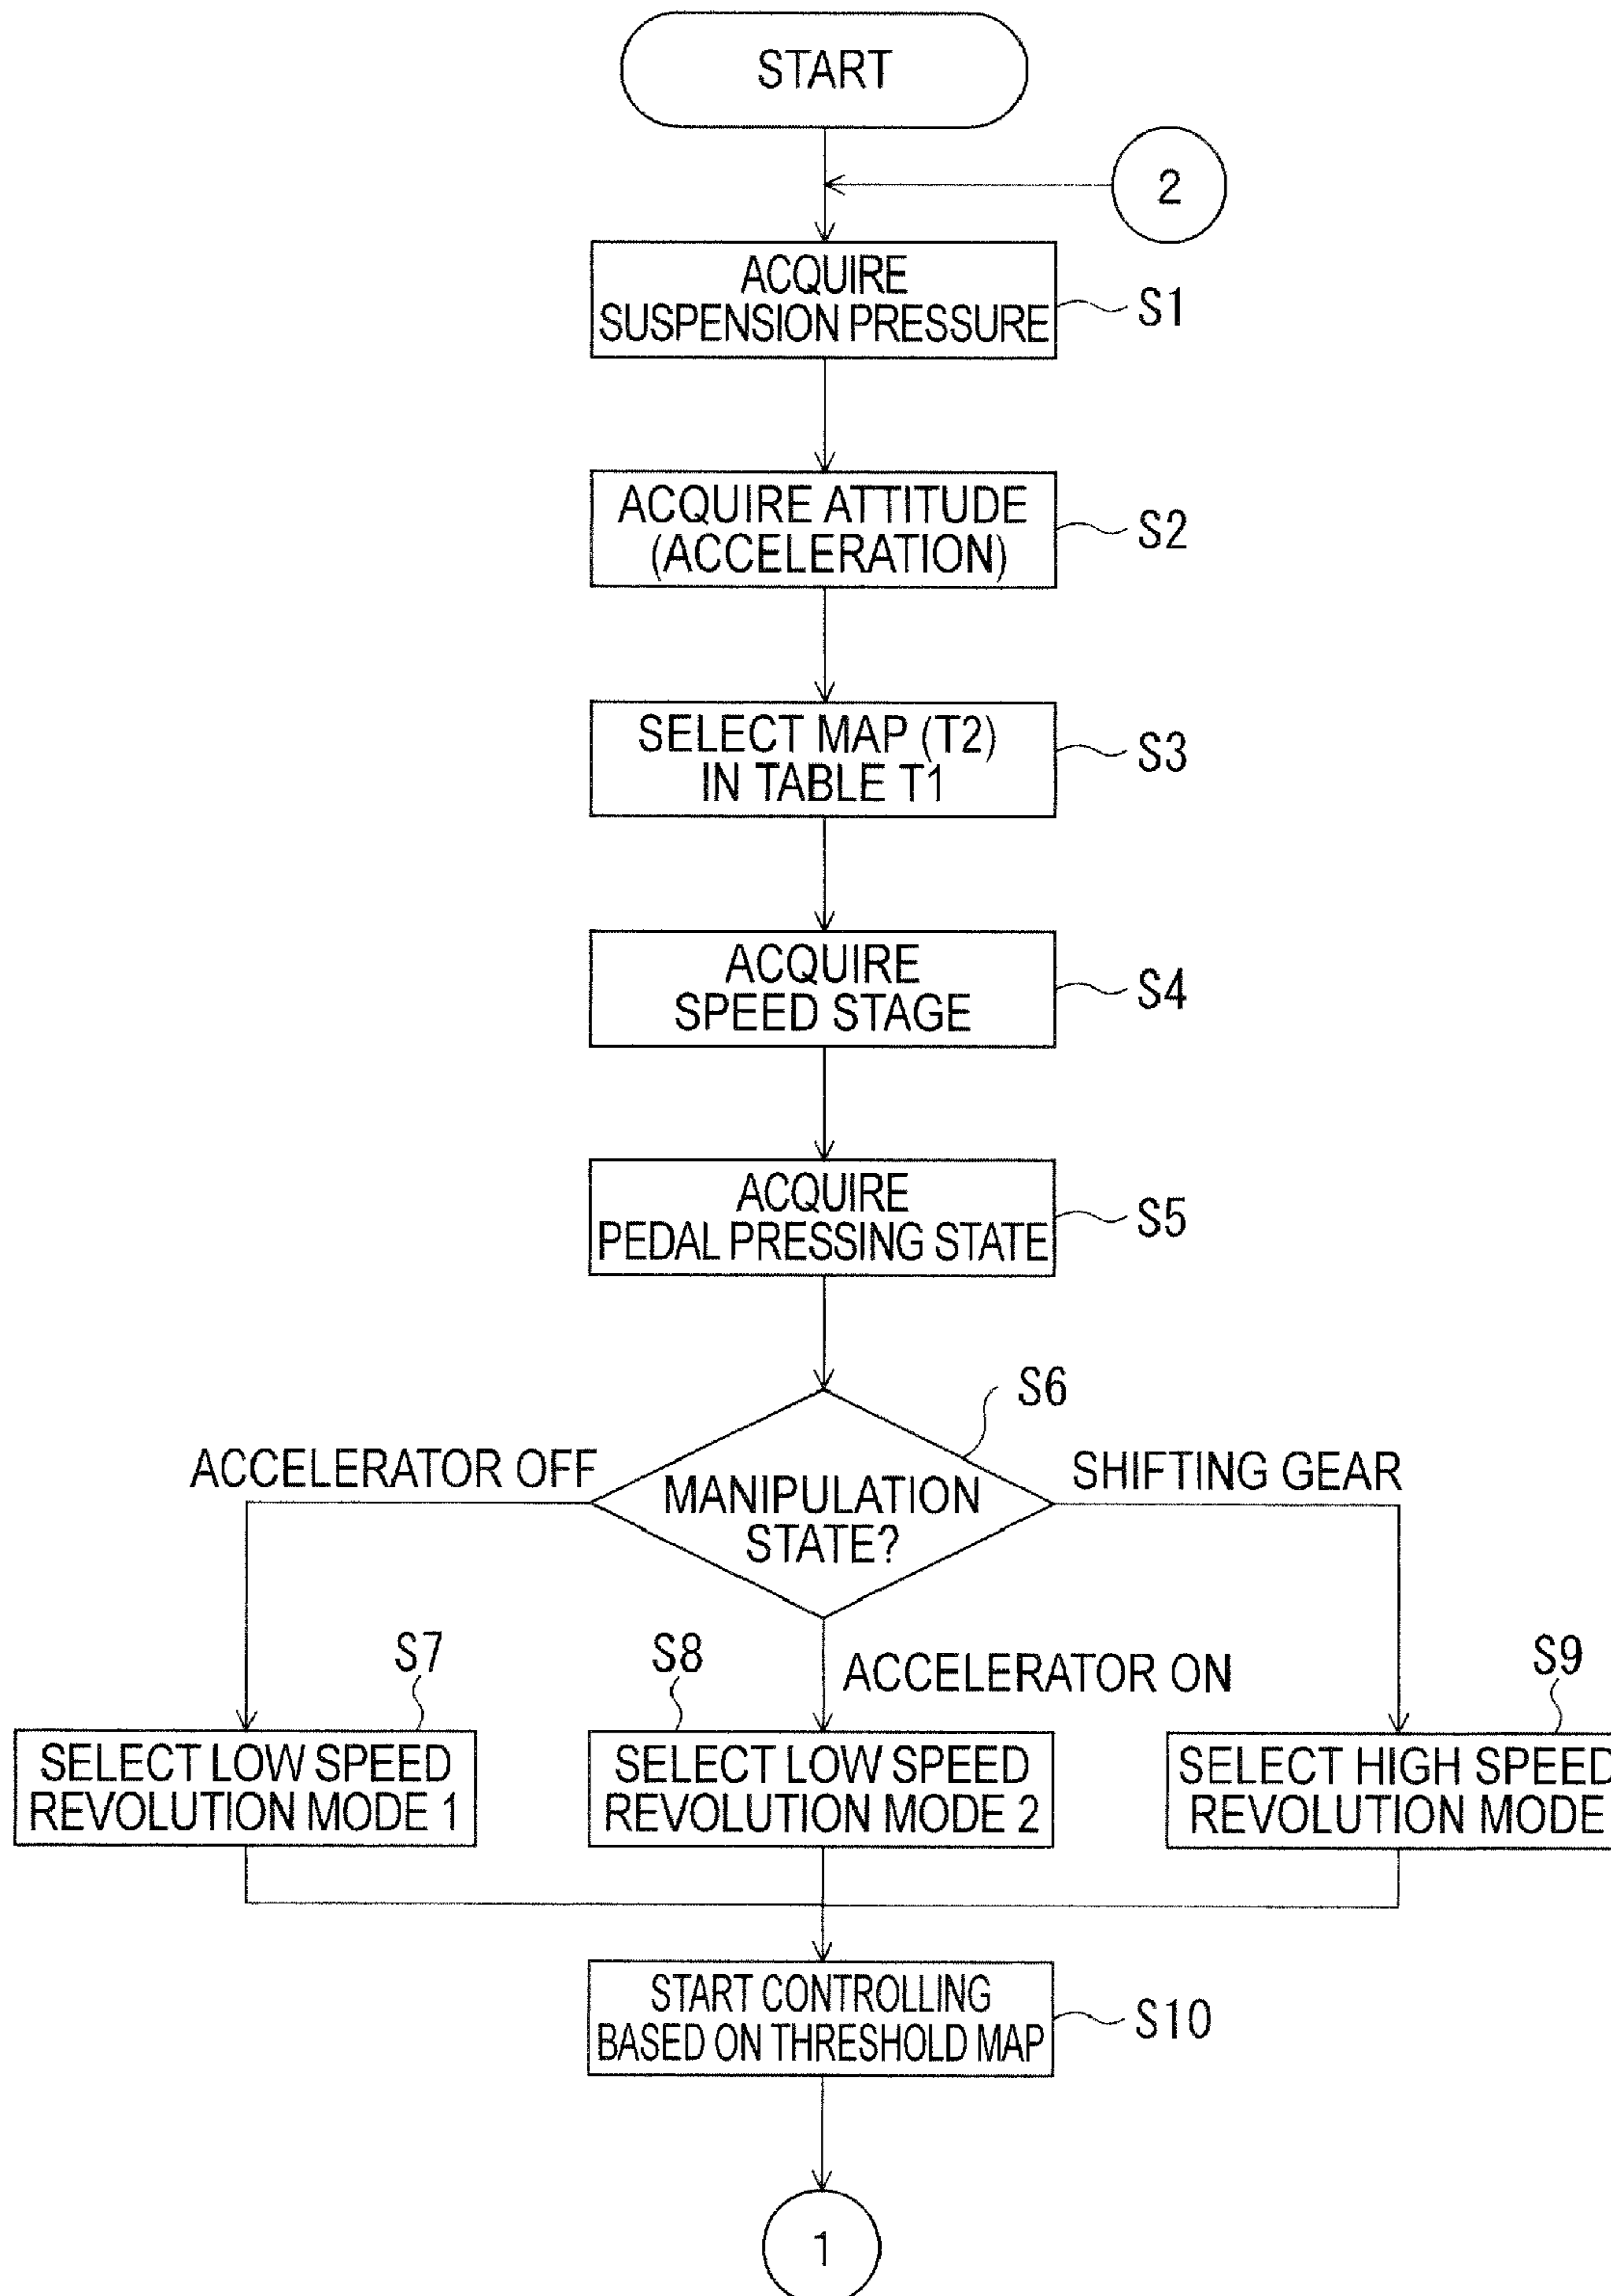 START
2
ACQUIRE
SUSPENSION PRESSURE
S1
ACQUIRE ATTITUDE
(ACCELERATION)
S2
SELECT MAP (T2)
IN TABLE T1
S3
ACQUIRE
SPEED STAGE
S4
ACQUIRE
PEDAL PRESSING STATE
S5
S6
ACCELERATOR OFF
MANIPULATION
STATE?
SHIFTING GEAR
S7
S8
ACCELERATOR ON
S9
SELECT LOW SPEED
REVOLUTION MODE 1
SELECT LOW SPEED
REVOLUTION MODE 2
SELECT HIGH SPEED
REVOLUTION MODE
START CONTROLLING
BASED ON THRESHOLD MAP
S10
1